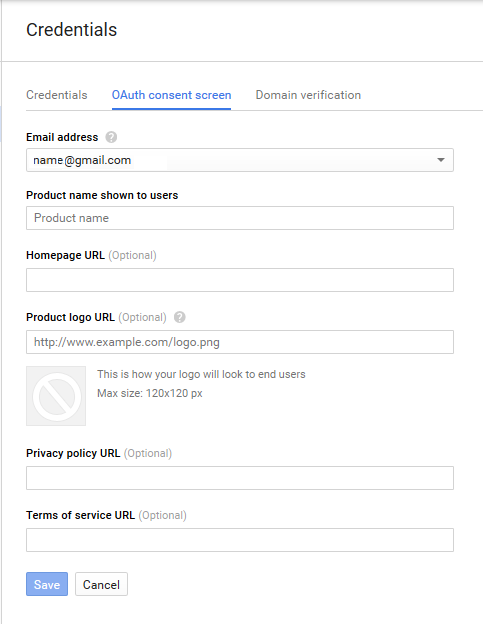 Credentials
Credentials OAuth consent screen Domain verification
Email address ?
name@gmail.com
Product name shown to users
Product name
Homepage URL (Optional)
Product logo URL (Optional) ?
http://www.example.com/logo.png
This is how your logo will look to end users
Max size: 120x120 px
Privacy policy URL (Optional)
Terms of service URL (Optional)
Save Cancel